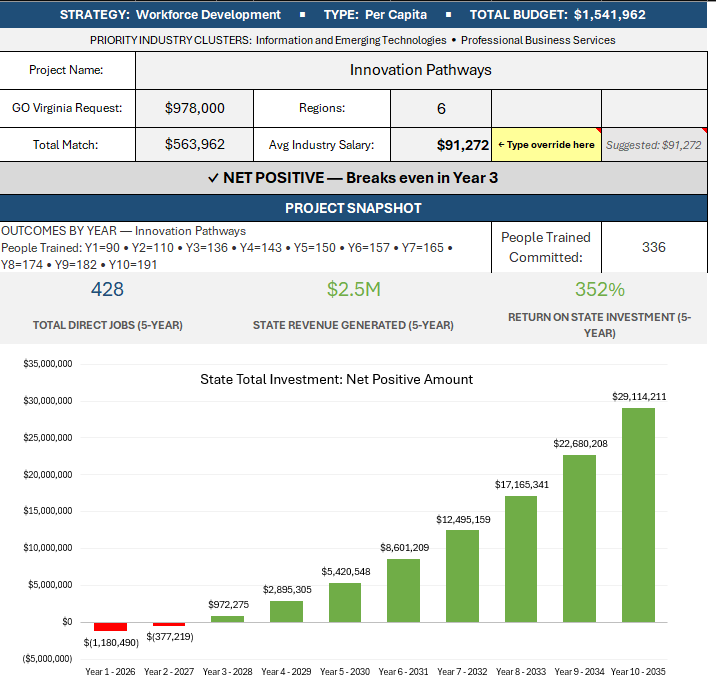 STRATEGY: Workforce Development ▪ TYPE: Per Capita ▪ TOTAL BUDGET: $1,541,962
PRIORITY INDUSTRY CLUSTERS: Information and Emerging Technologies • Professional Business Services
Project Name: Innovation Pathways
GO Virginia Request: $978,000 Regions: 6
Total Match: $563,962 Avg Industry Salary: $91,272 ← Type override here Suggested: $91,272
✓ NET POSITIVE — Breaks even in Year 3
PROJECT SNAPSHOT
OUTCOMES BY YEAR — Innovation Pathways
People Trained: Y1=90 • Y2=110 • Y3=136 • Y4=143 • Y5=150 • Y6=157 • Y7=165 •
Y8=174 • Y9=182 • Y10=191
People Trained
Committed:
336
428 $2.5M 352%
TOTAL DIRECT JOBS (5-YEAR) STATE REVENUE GENERATED (5-YEAR) RETURN ON STATE INVESTMENT (5-
YEAR)
State Total Investment: Net Positive Amount
$35,000,000
$30,000,000
$25,000,000
$20,000,000
$15,000,000
$10,000,000
$5,000,000
$0
($5,000,000)
$(1,180,490)
$(377,219)
$972,275
$2,895,305
$5,420,548
$8,601,209
$12,495,159
$17,165,341
$22,680,208
$29,114,211
Year 1 - 2026 Year 2 - 2027 Year 3 - 2028 Year 4 - 2029 Year 5 - 2030 Year 6 - 2031 Year 7 - 2032 Year 8 - 2033 Year 9 - 2034 Year 10 - 2035